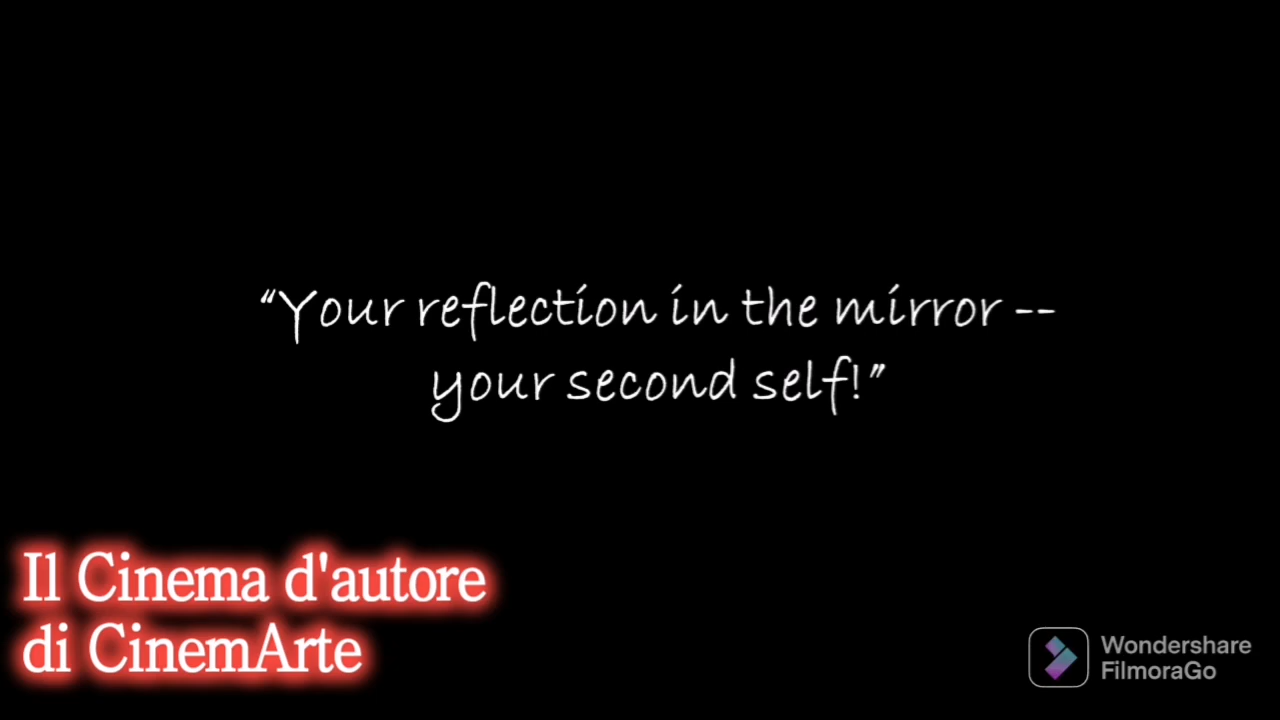 “Your reflection in the mirror --
your second self!”
Il Cinema d'autore
di CinemArte
Wondershare
FilmoraGo